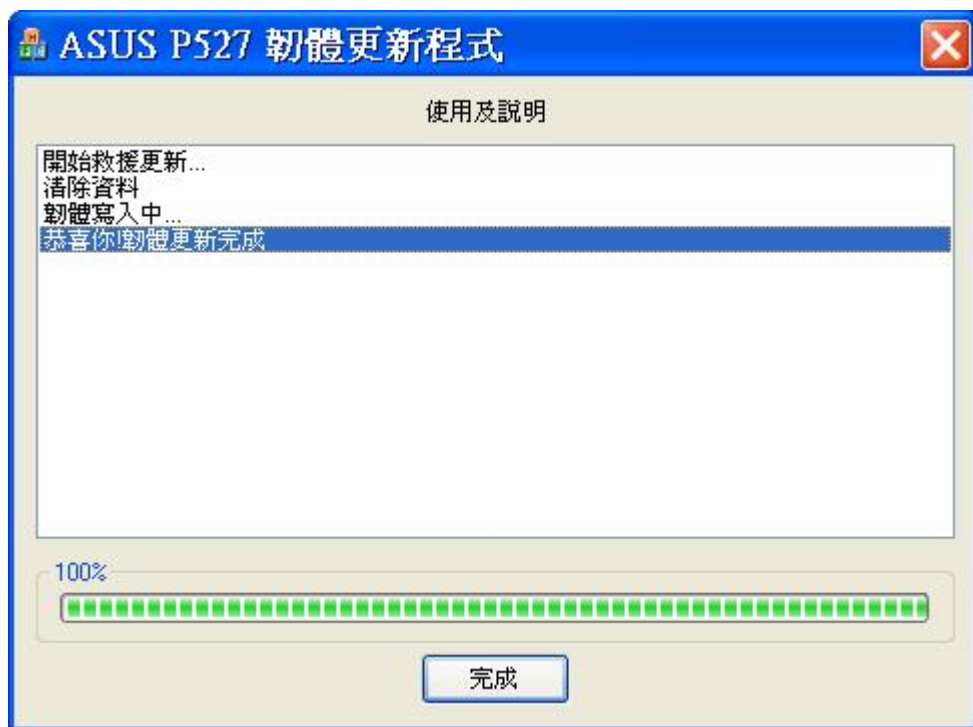 ASUS P527 韌體更新程式
使用及說明
開始救援更新...
清除資料
韌體寫入中...
恭喜你!韌體更新完成
100%
完成